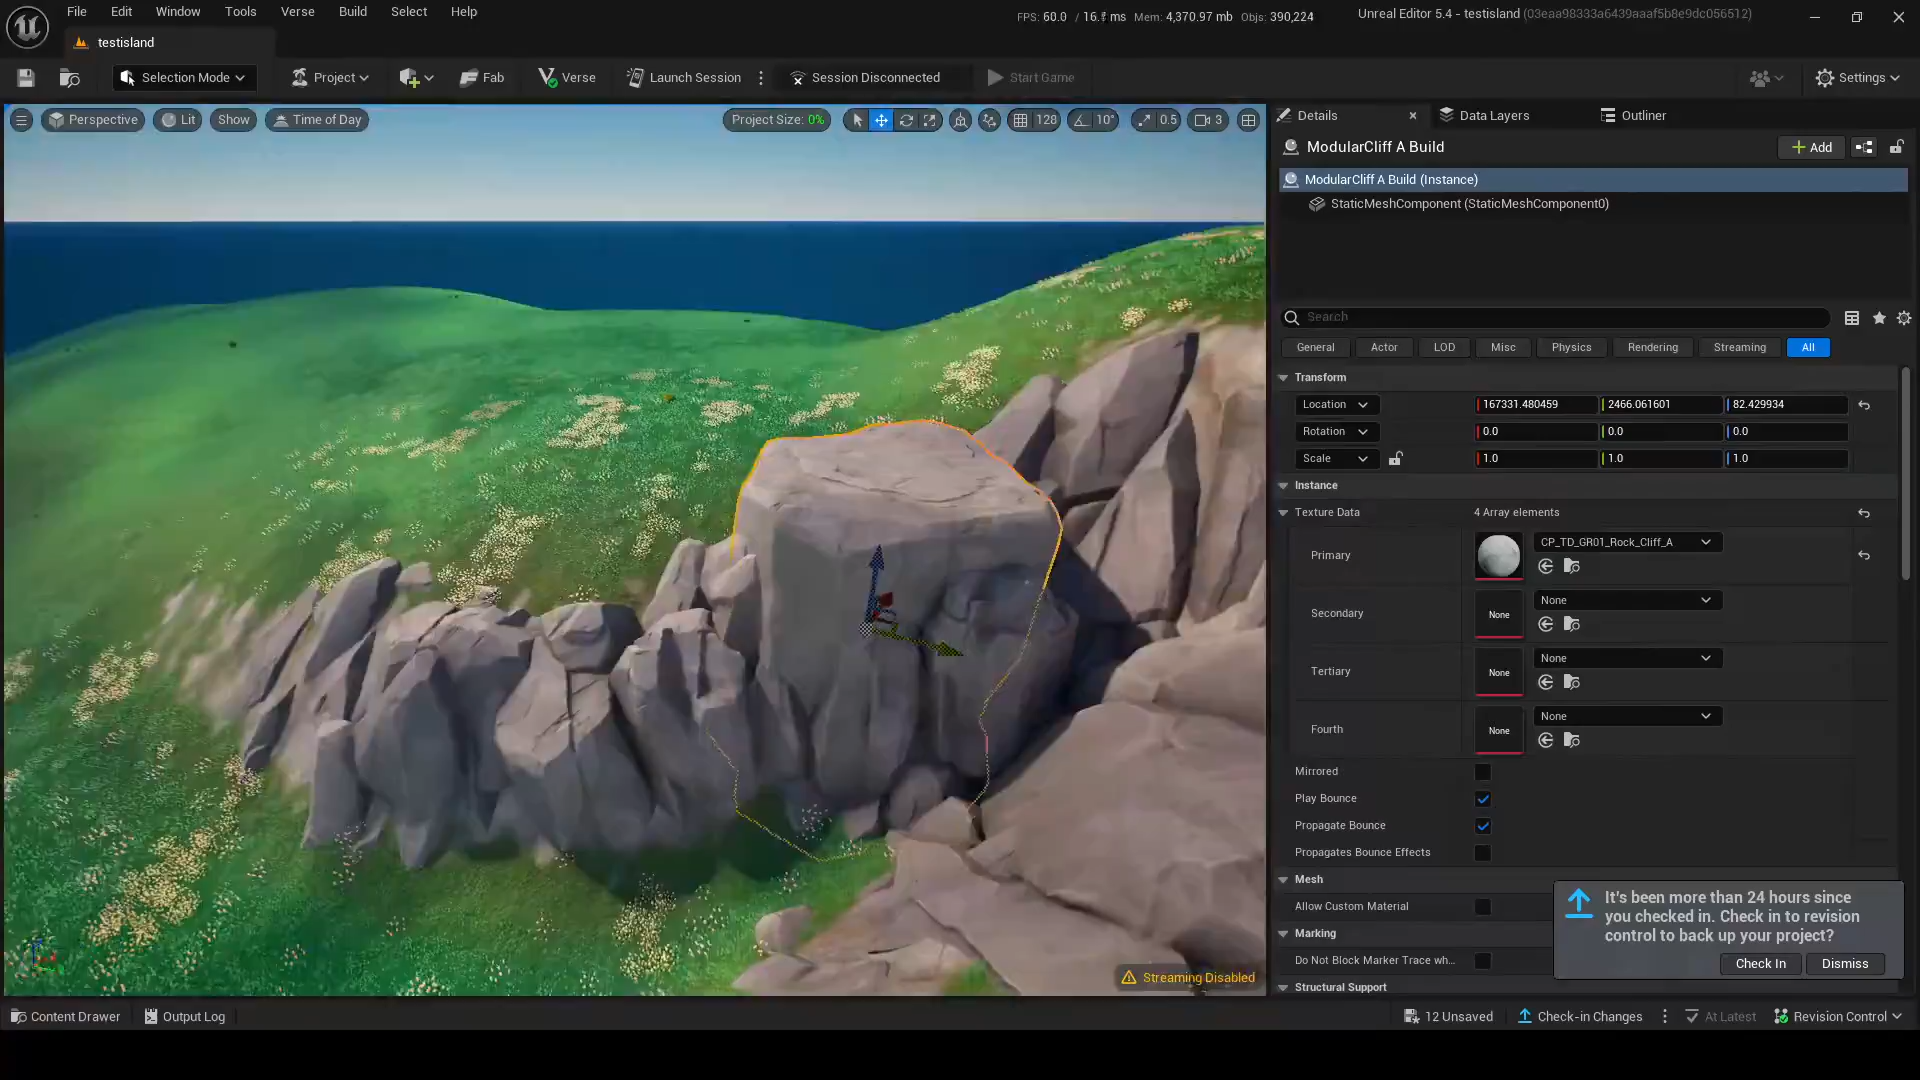 File Edit Window Tools Verse Build Select Help
FPS: 60.0 / 16.6 ms Mem: 4,370.97 mb Objs: 390,224
Unreal Editor 5.4 - testisland (03eaa98333a6439aaaf5b8e9dc056512)
testisland
Selection Mode Project Fab Verse Launch Session Session Disconnected Start Game Settings
Perspective Lit Show Time of Day Project Size: 0% 128 10° 0.5 3
Details Data Layers Outliner
ModularCliff A Build Add
ModularCliff A Build (Instance)
StaticMeshComponent (StaticMeshComponent0)
Search
General Actor LOD Misc Physics Rendering Streaming All
Transform
Location 167331.480459 2466.061601 82.429934
Rotation 0.0 0.0 0.0
Scale 1.0 1.0 1.0
Instance
Texture Data 4 Array elements
Primary CP_TD_GR01_Rock_Cliff_A
Secondary None None
Tertiary None None
Fourth None None
Mirrored
Play Bounce
Propagate Bounce
Propagates Bounce Effects
Mesh
Allow Custom Material
Marking
Do Not Block Marker Trace wh...
Structural Support
It's been more than 24 hours since
you checked in. Check in to revision
control to back up your project?
Check In Dismiss
Streaming Disabled
Content Drawer Output Log 12 Unsaved Check-in Changes At Latest Revision Control